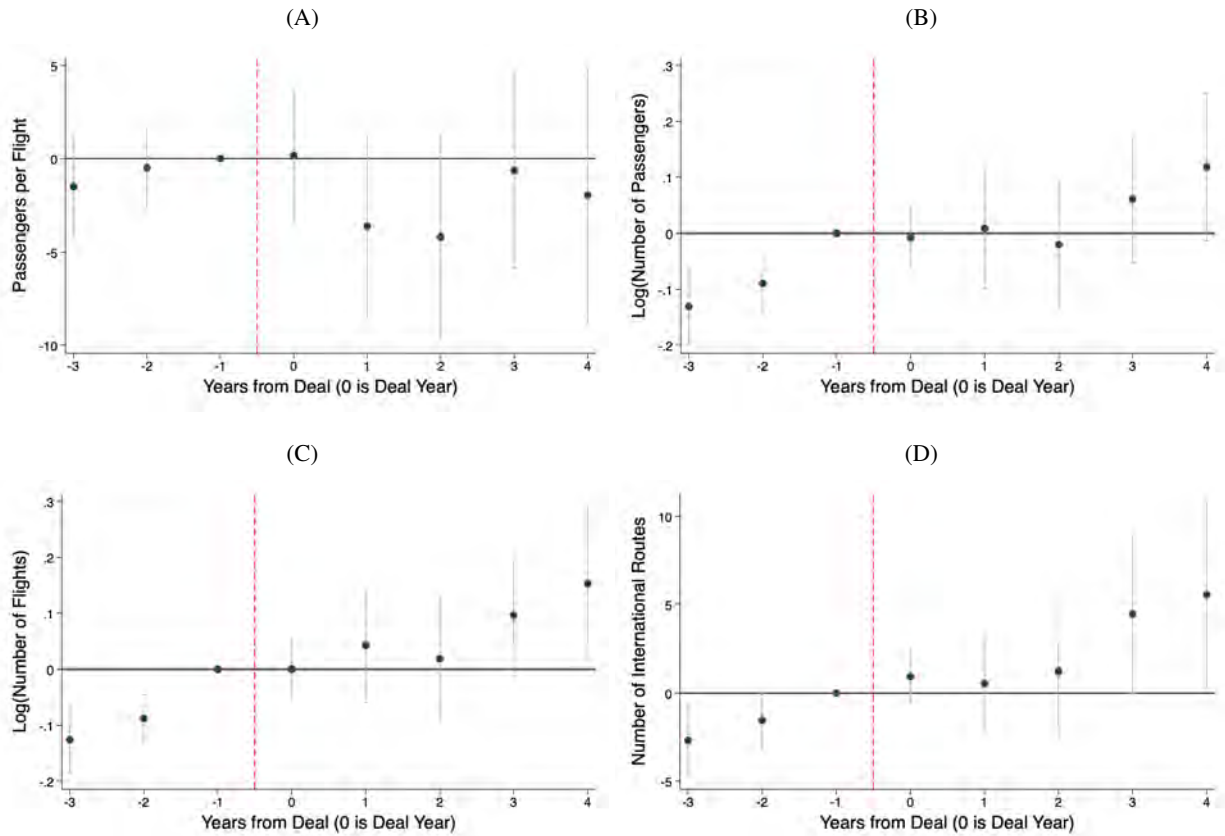 (A)
Passengers per Flight
5
0
-5
-10
-3 -2 -1 0 1 2 3 4
Years from Deal (0 is Deal Year)
(B)
Log(Number of Passengers)
.3
.2
.1
0
-.1
-.2
-3 -2 -1 0 1 2 3 4
Years from Deal (0 is Deal Year)
(C)
Log(Number of Flights)
.3
.2
.1
0
-.1
-.2
-3 -2 -1 0 1 2 3 4
Years from Deal (0 is Deal Year)
(D)
Number of International Routes
10
5
0
-5
-3 -2 -1 0 1 2 3 4
Years from Deal (0 is Deal Year)